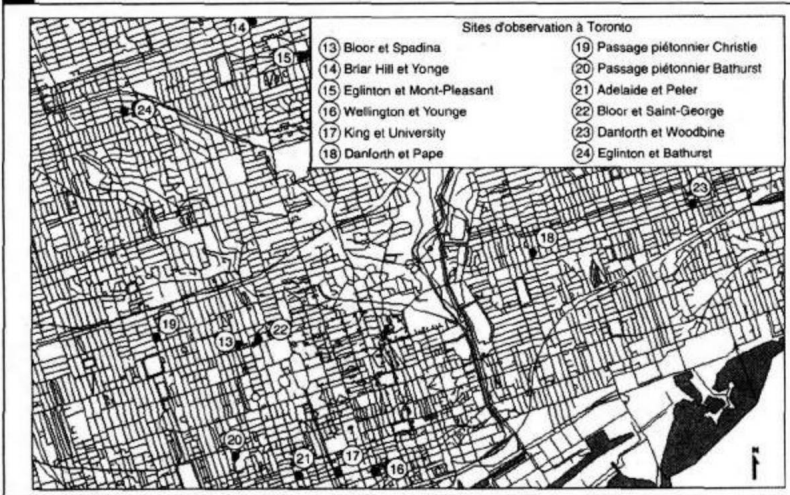 Sites d'observation à Toronto
13 Bloor et Spadina
14 Briar Hill et Yonge
15 Eglinton et Mont-Pleasant
16 Wellington et Younge
17 King et University
18 Danforth et Pape
19 Passage piétonnier Christie
20 Passage piétonnier Bathurst
21 Adelaide et Peter
22 Bloor et Saint-George
23 Danforth et Woodbine
24 Eglinton et Bathurst
14
15
24
23
18
19
13
22
20
21
17
16
N